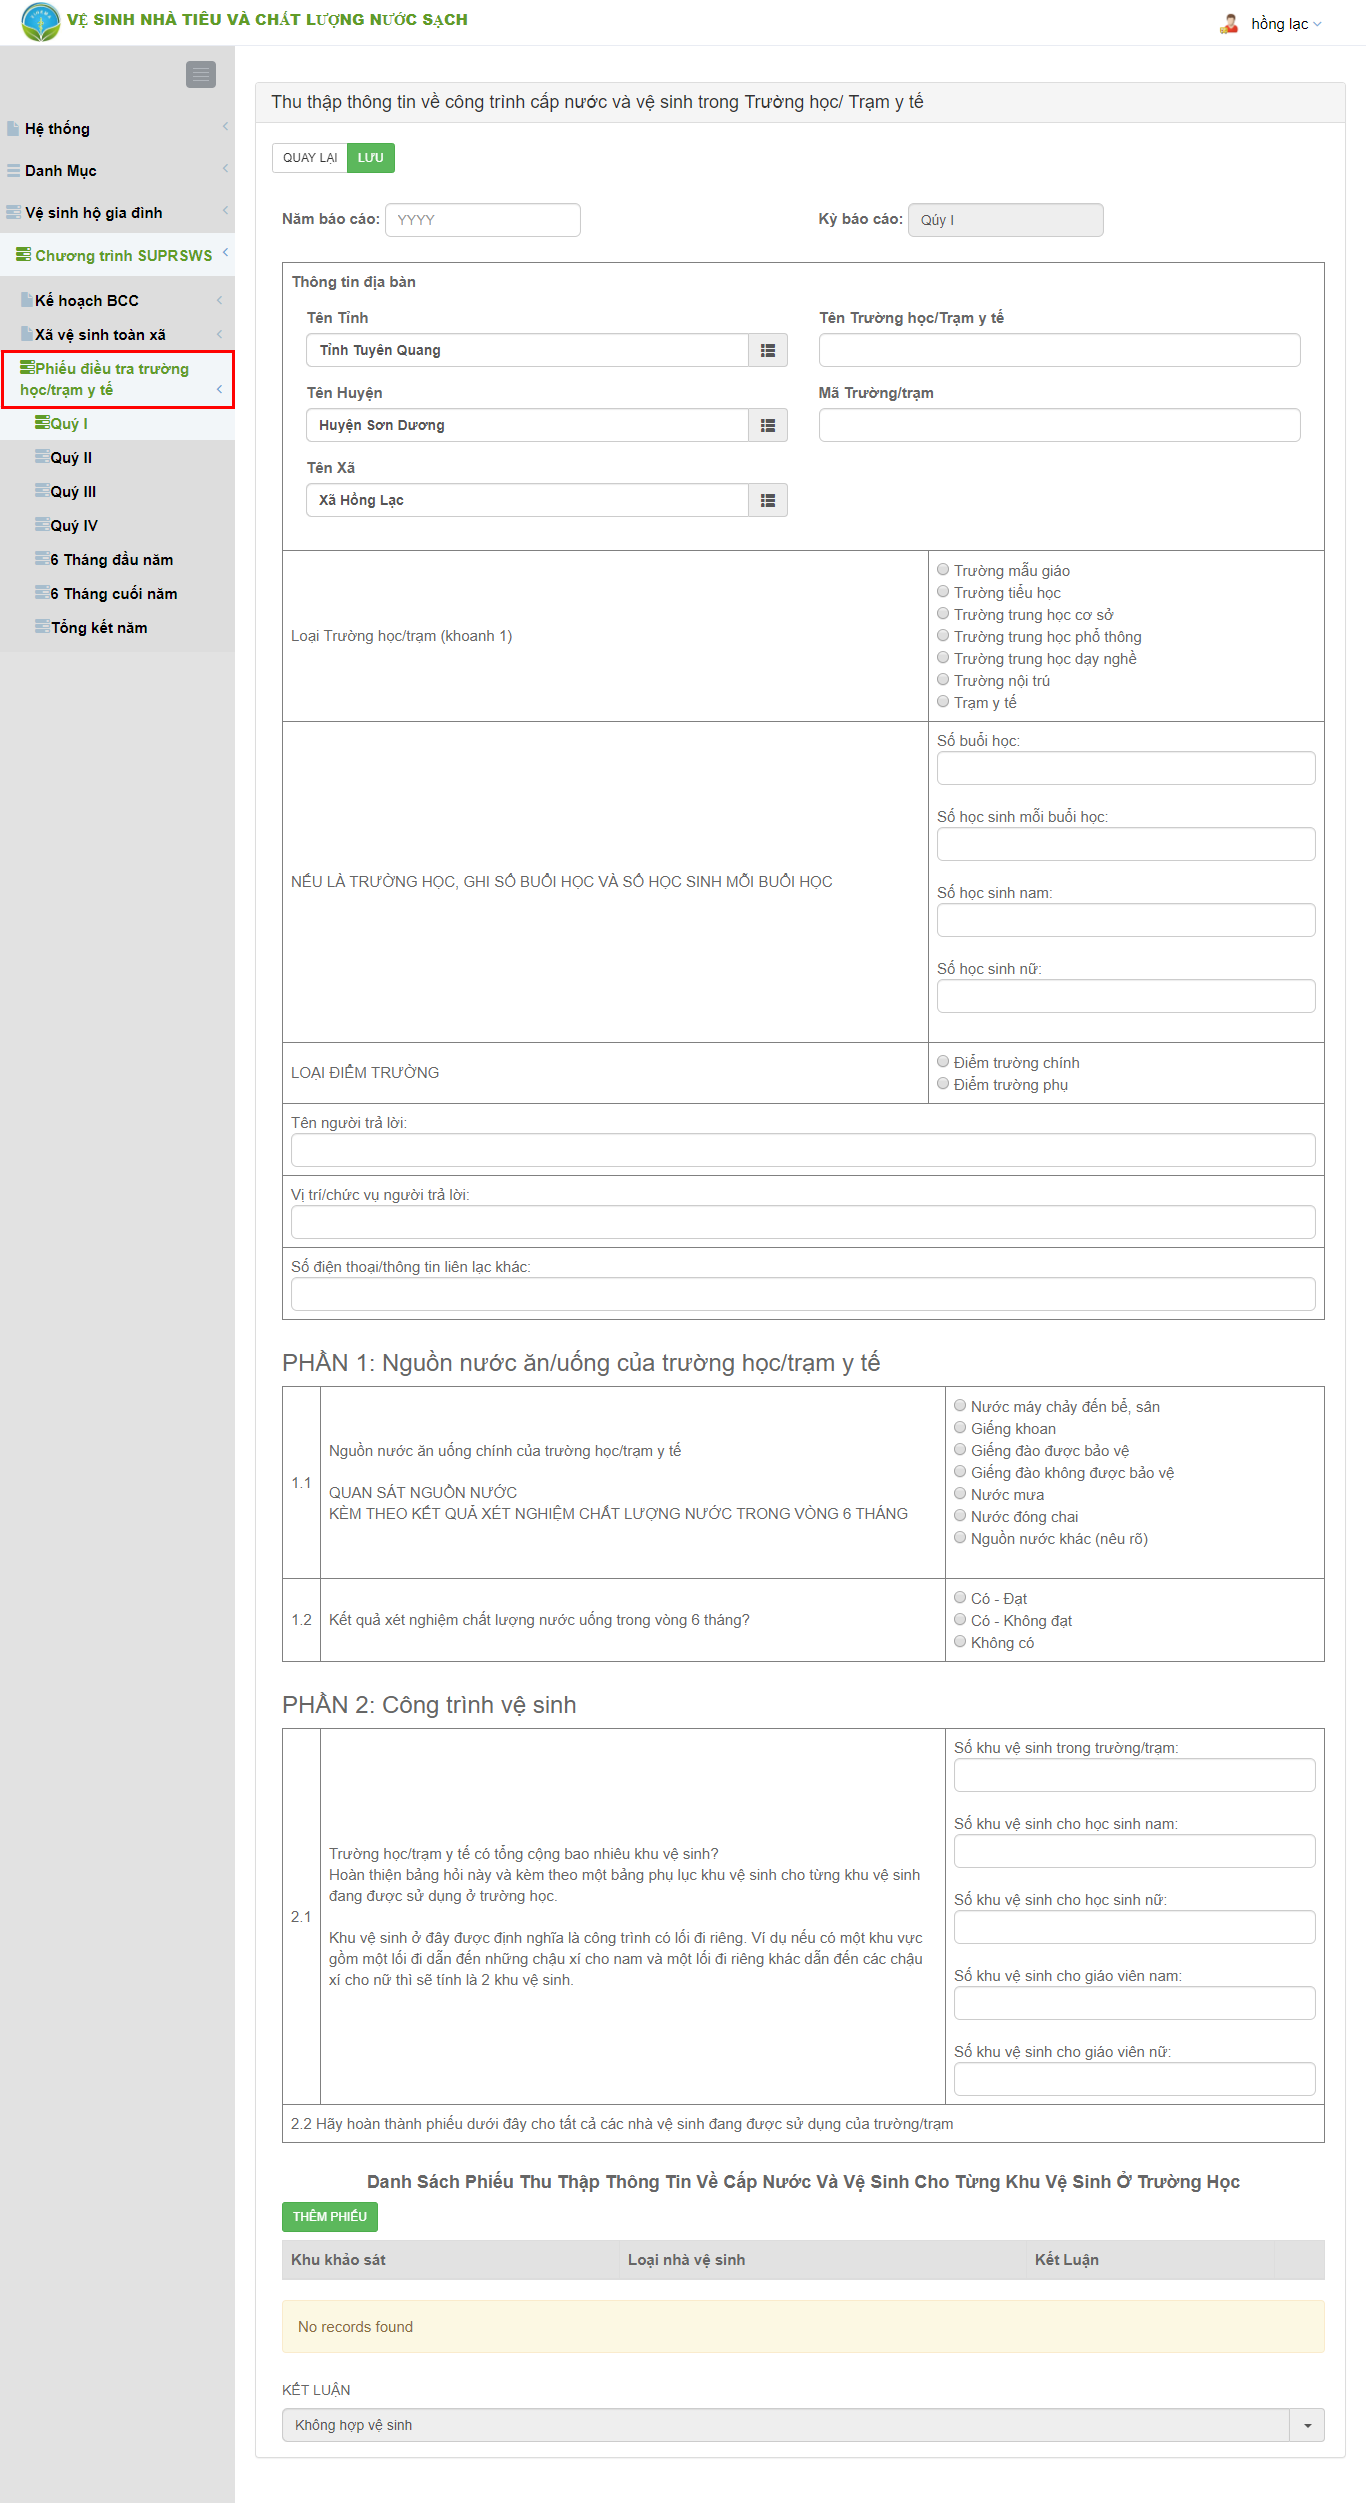 VỆ SINH NHÀ TIÊU VÀ CHẤT LƯỢNG NƯỚC SẠCH
hồng lạc
Hệ thống
Danh Mục
Vệ sinh hộ gia đình
Chương trình SUPRSWS
Kế hoạch BCC
Xã vệ sinh toàn xã
Phiếu điều tra trường
học/trạm y tế
Quý I
Quý II
Quý III
Quý IV
6 Tháng đầu năm
6 Tháng cuối năm
Tổng kết năm
Thu thập thông tin về công trình cấp nước và vệ sinh trong Trường học/ Trạm y tế
QUAY LẠI LƯU
Năm báo cáo: YYYY Kỳ báo cáo: Qúy I
Thông tin địa bàn
Tên Tỉnh Tên Trường học/Trạm y tế
Tỉnh Tuyên Quang
Tên Huyện Mã Trường/trạm
Huyện Sơn Dương
Tên Xã
Xã Hồng Lạc
Loại Trường học/trạm (khoanh 1)
Trường mẫu giáo
Trường tiểu học
Trường trung học cơ sở
Trường trung học phổ thông
Trường trung học dạy nghề
Trường nội trú
Trạm y tế
NẾU LÀ TRƯỜNG HỌC, GHI SỐ BUỔI HỌC VÀ SỐ HỌC SINH MỖI BUỔI HỌC
Số buổi học:
Số học sinh mỗi buổi học:
Số học sinh nam:
Số học sinh nữ:
LOẠI ĐIỂM TRƯỜNG
Điểm trường chính
Điểm trường phụ
Tên người trả lời:
Vị trí/chức vụ người trả lời:
Số điện thoại/thông tin liên lạc khác:
PHẦN 1: Nguồn nước ăn/uống của trường học/trạm y tế
1.1
Nguồn nước ăn uống chính của trường học/trạm y tế
QUAN SÁT NGUỒN NƯỚC
KÈM THEO KẾT QUẢ XÉT NGHIỆM CHẤT LƯỢNG NƯỚC TRONG VÒNG 6 THÁNG
Nước máy chảy đến bể, sân
Giếng khoan
Giếng đào được bảo vệ
Giếng đào không được bảo vệ
Nước mưa
Nước đóng chai
Nguồn nước khác (nêu rõ)
1.2 Kết quả xét nghiệm chất lượng nước uống trong vòng 6 tháng?
Có - Đạt
Có - Không đạt
Không có
PHẦN 2: Công trình vệ sinh
2.1
Trường học/trạm y tế có tổng cộng bao nhiêu khu vệ sinh?
Hoàn thiện bảng hỏi này và kèm theo một bảng phụ lục khu vệ sinh cho từng khu vệ sinh
đang được sử dụng ở trường học.
Khu vệ sinh ở đây được định nghĩa là công trình có lối đi riêng. Ví dụ nếu có một khu vực
gồm một lối đi dẫn đến những chậu xí cho nam và một lối đi riêng khác dẫn đến các chậu
xí cho nữ thì sẽ tính là 2 khu vệ sinh.
Số khu vệ sinh trong trường/trạm:
Số khu vệ sinh cho học sinh nam:
Số khu vệ sinh cho học sinh nữ:
Số khu vệ sinh cho giáo viên nam:
Số khu vệ sinh cho giáo viên nữ:
2.2 Hãy hoàn thành phiếu dưới đây cho tất cả các nhà vệ sinh đang được sử dụng của trường/trạm
Danh Sách Phiếu Thu Thập Thông Tin Về Cấp Nước Và Vệ Sinh Cho Từng Khu Vệ Sinh Ở Trường Học
THÊM PHIẾU
Khu khảo sát Loại nhà vệ sinh Kết Luận
No records found
KẾT LUẬN
Không hợp vệ sinh